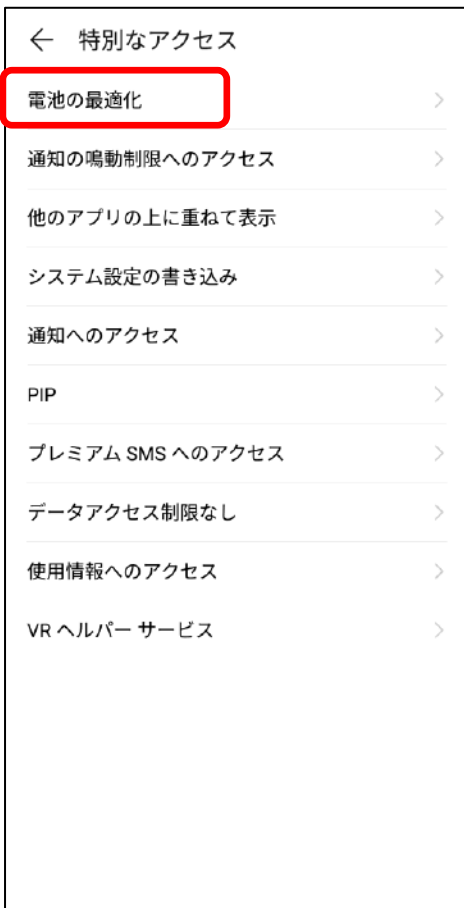 特別なアクセス
電池の最適化
通知の鳴動制限へのアクセス
他のアプリの上に重ねて表示
システム設定の書き込み
通知へのアクセス
PIP
プレミアム SMS へのアクセス
データアクセス制限なし
使用情報へのアクセス
VR ヘルパー サービス